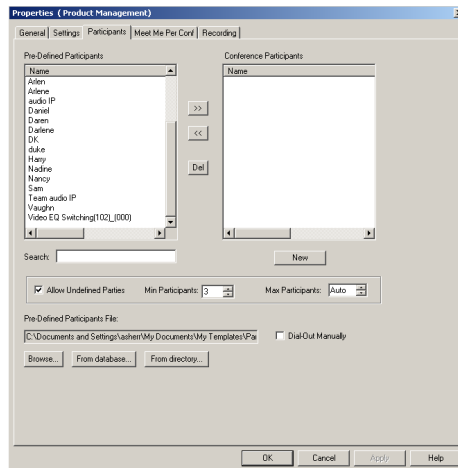 Properties ( Product Management)
General Settings Participants Meet Me Per Conf Recording
Pre-Defined Participants
Conference Participants
Name
Name
Arlen
Arlene
audio IP
Daniel
Daren
Darlene
DK
duke
Harry
Nadine
Nancy
Sam
Team audio IP
Vaughn
Video EQ Switching(102)_(000)
>>
<<
Del
Search:
New
Allow Undefined Parties Min Participants: 3 Max Participants: Auto
Pre-Defined Participants File:
C:\Documents and Settings\asherr\My Documents\My Templates\Par
Dial-Out Manually
Browse... From database... From directory...
OK Cancel Apply Help